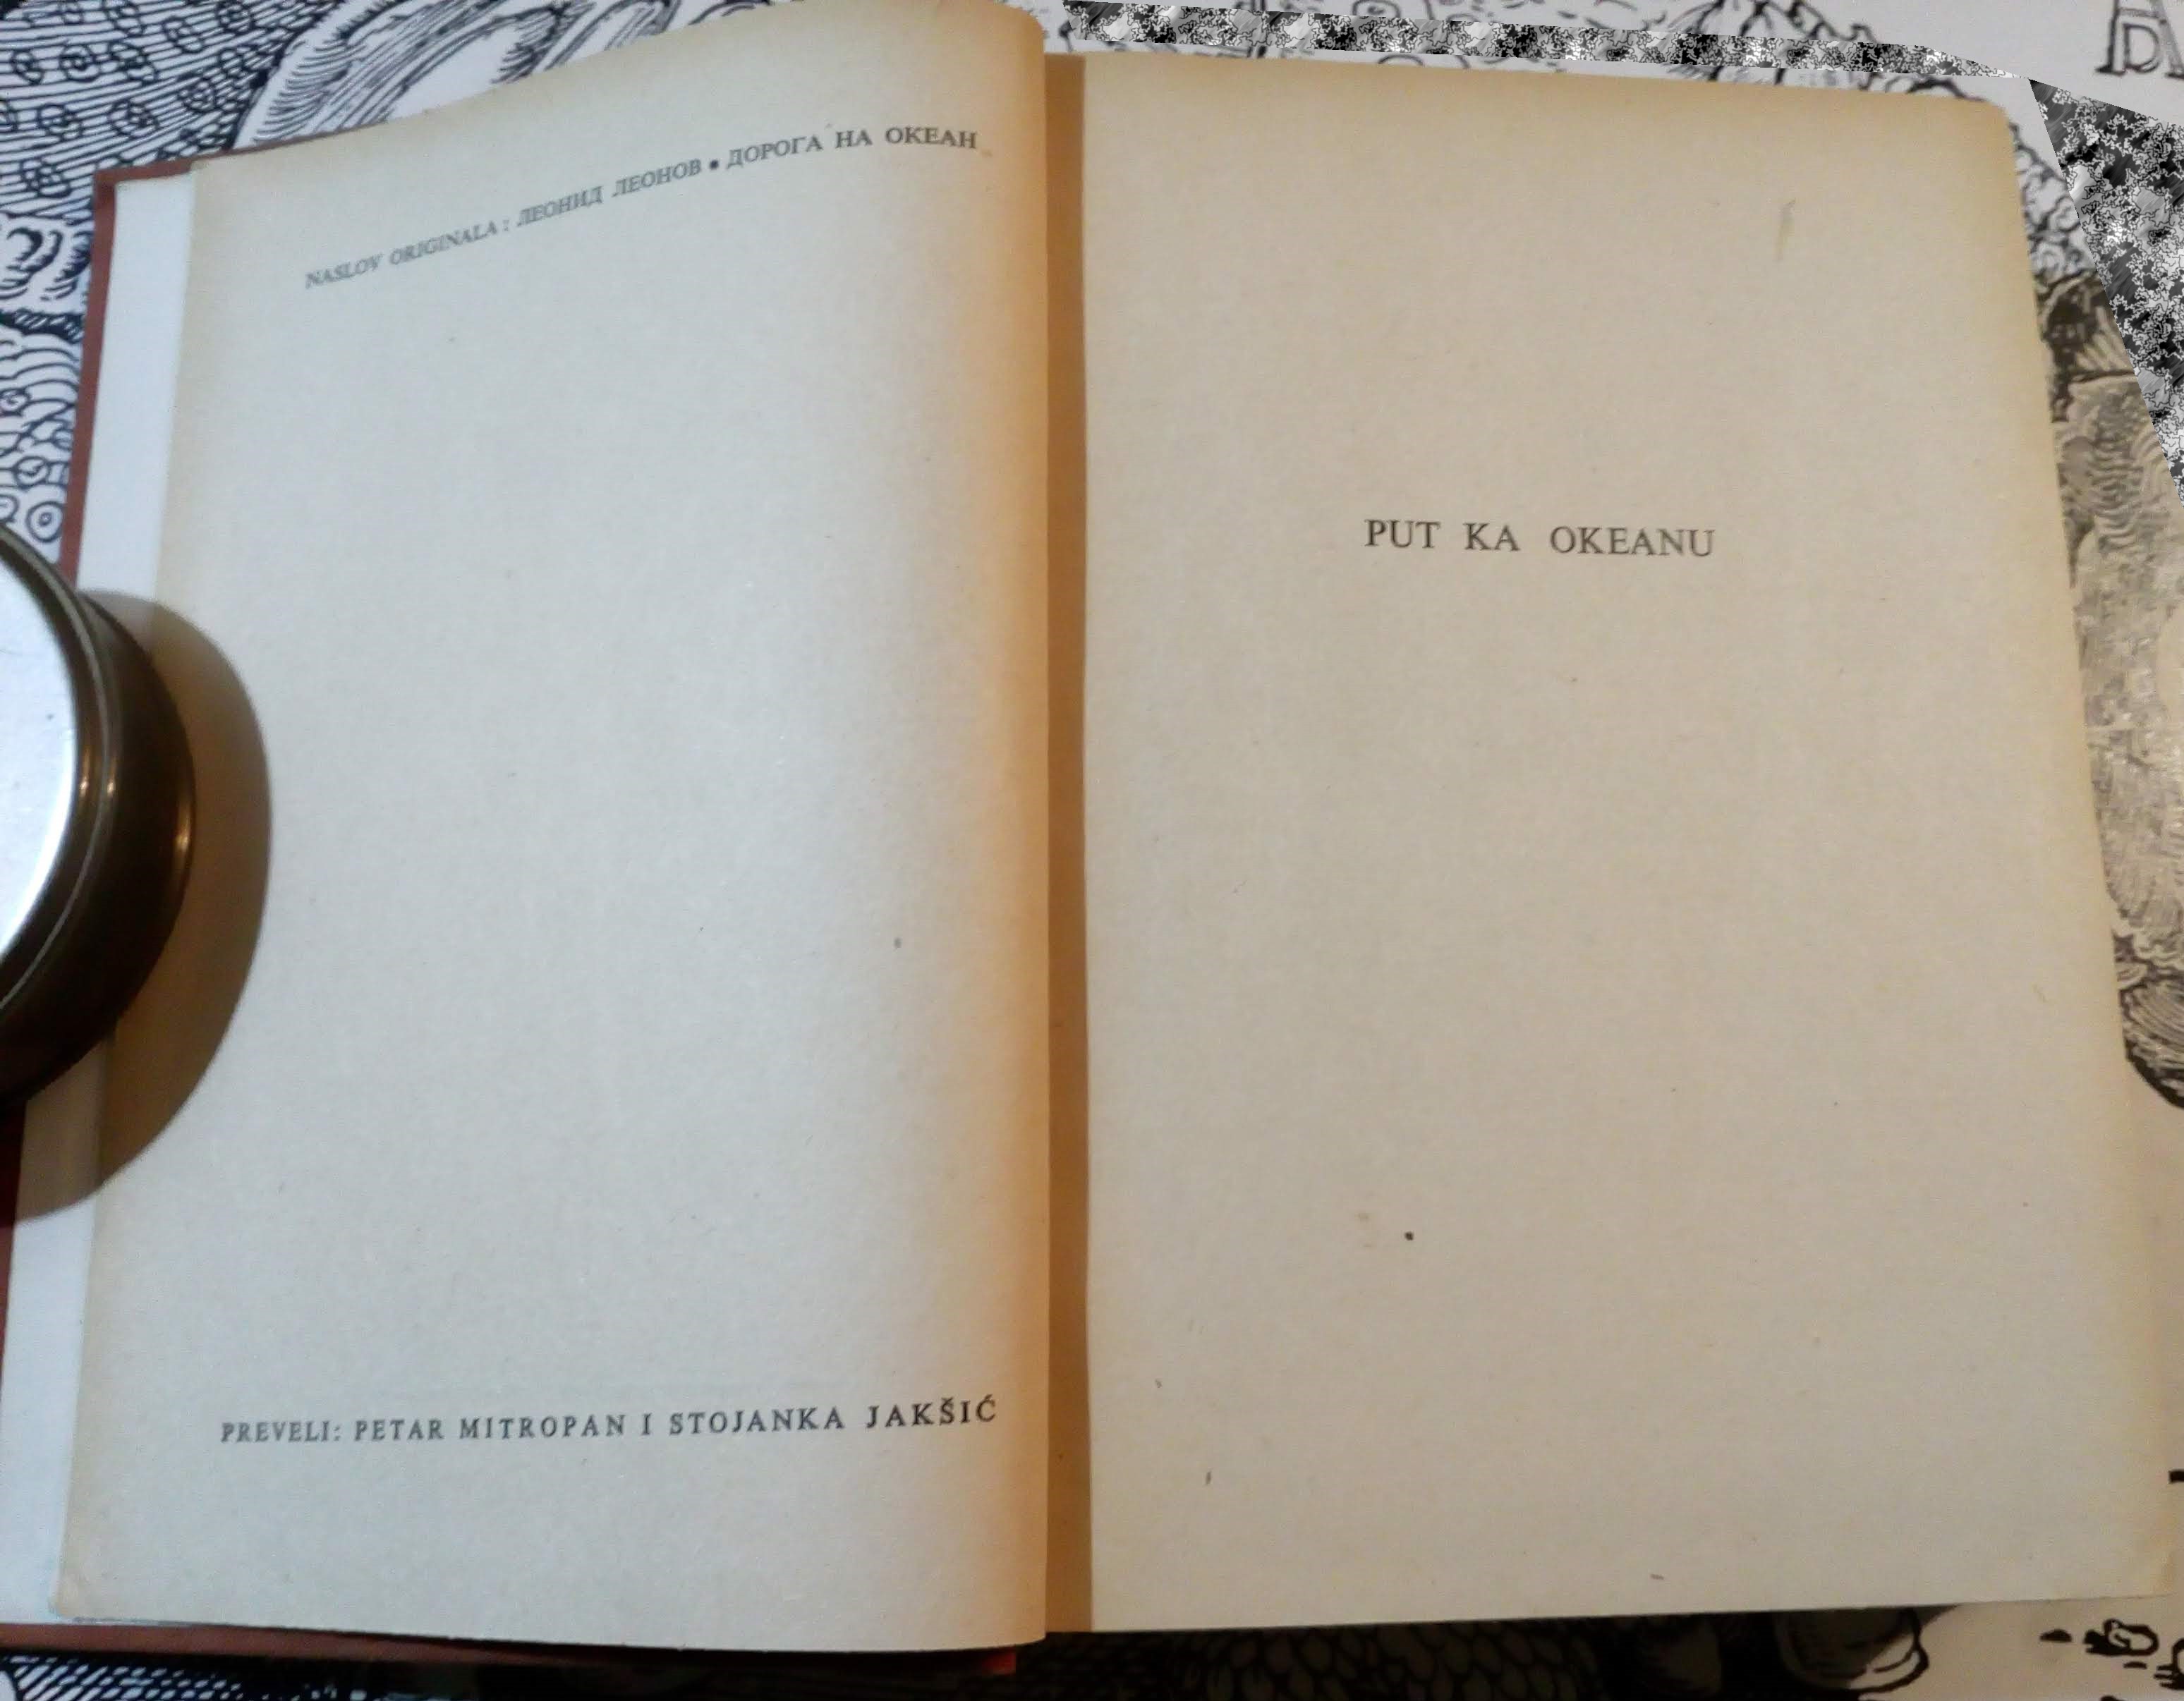 NASLOV ORIGINALA: ЛЕОНИД ЛЕОНОВ • ДОРОГА НА ОКЕАН
PREVELI: PETAR MITROPAN I STOJANKA JAKŠIĆ
PUT KA OKEANU